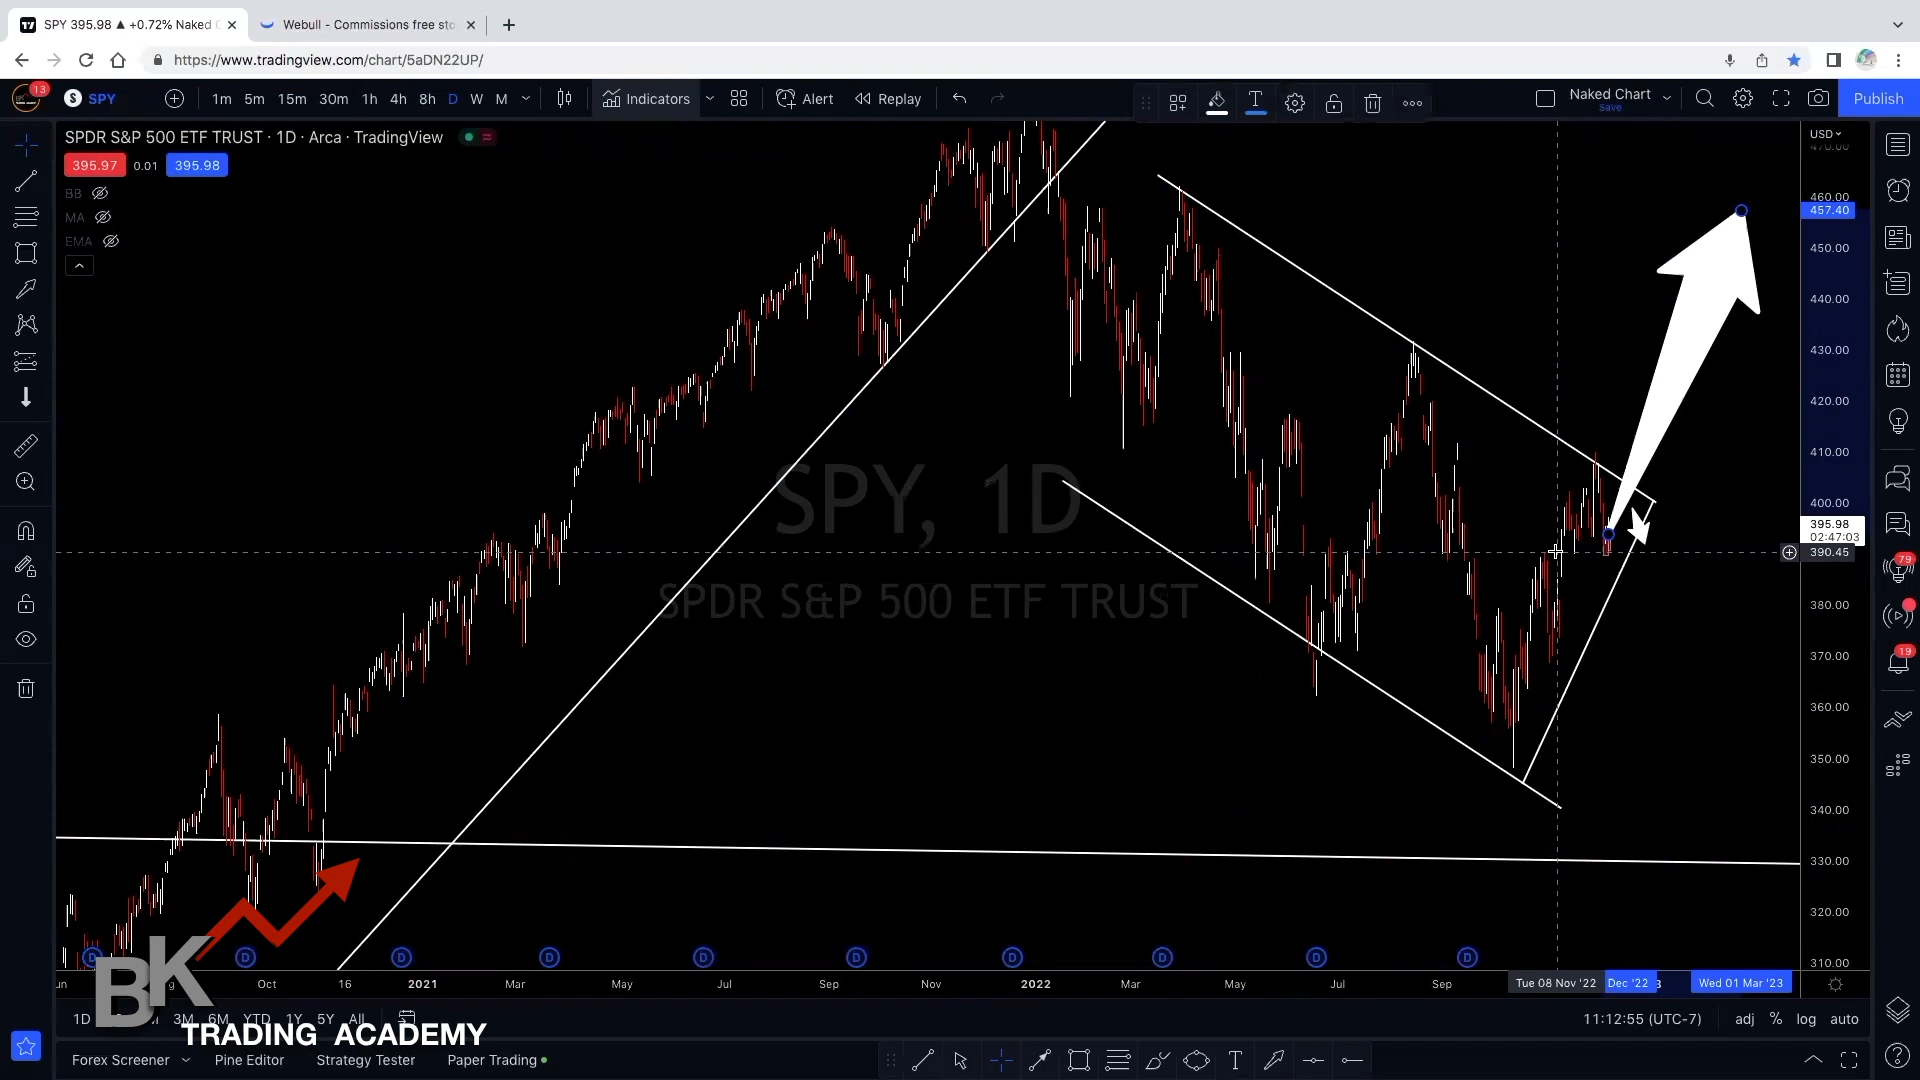 SPY 395.98 ▲ +0.72% Naked C
Webull - Commissions free sto
https://www.tradingview.com/chart/5aDN22UP/
13
SPY
1m 5m 15m 30m 1h 4h 8h D W M
Indicators
Alert
Replay
Naked Chart
Save
Publish
SPDR S&P 500 ETF TRUST · 1D · Arca · TradingView
395.97 0.01 395.98
BB
MA
EMA
SPY, 1D
SPDR S&P 500 ETF TRUST
USD
470.00
460.00
457.40
450.00
440.00
430.00
420.00
410.00
400.00
395.98
02:47:03
390.45
380.00
370.00
360.00
350.00
340.00
330.00
320.00
310.00
79
19
D D D D D D D D D D
Oct 16 2021 Mar May Jul Sep Nov 2022 Mar May Jul Sep Tue 08 Nov '22 Dec '22 Wed 01 Mar '23
1D 3M 6M YTD 1Y 5Y All
11:12:55 (UTC-7) adj % log auto
BK
TRADING ACADEMY
Forex Screener Pine Editor Strategy Tester Paper Trading